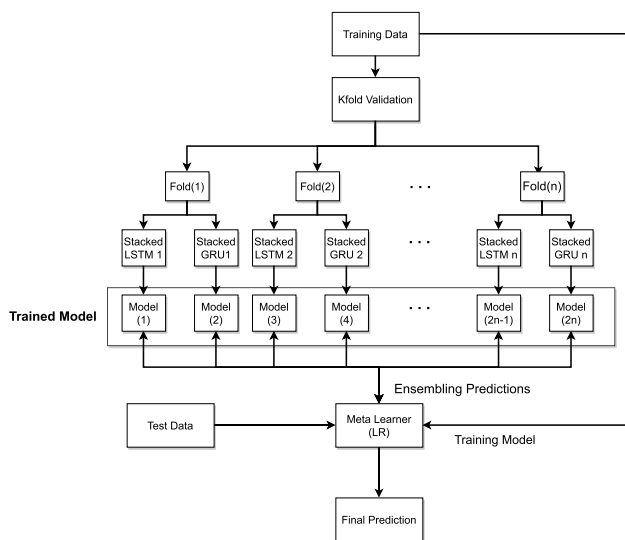 Training Data
Kfold Validation
Fold(1)
Fold(2)
. . .
Fold(n)
Stacked
LSTM 1
Stacked
GRU1
Stacked
LSTM 2
Stacked
GRU 2
. . .
Stacked
LSTM n
Stacked
GRU n
Trained Model
Model
(1)
Model
(2)
Model
(3)
Model
(4)
. . .
Model
(2n-1)
Model
(2n)
Ensembling Predictions
Test Data
Meta Learner
(LR)
Training Model
Final Prediction